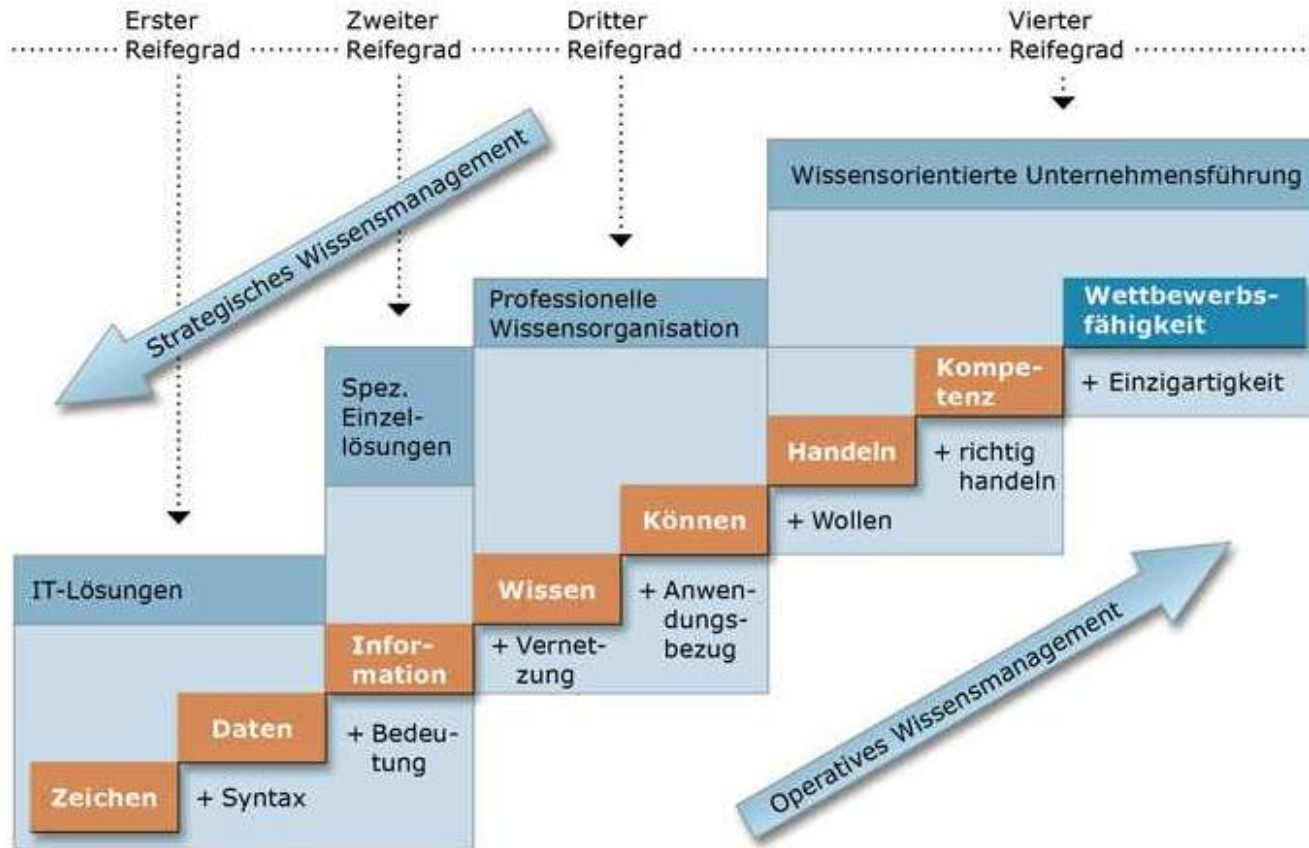 Erster
Reifegrad
Zweiter
Reifegrad
Dritter
Reifegrad
Vierter
Reifegrad
Strategisches Wissensmanagement
Wissensorientierte Unternehmensführung
Professionelle
Wissensorganisation
Wettbewerbs-
fähigkeit
Spez.
Einzel-
lösungen
Kompe-
tenz
+ Einzigartigkeit
Handeln
+ richtig
handeln
Können
+ Wollen
IT-Lösungen
Wissen
+ Anwen-
dungs-
bezug
Infor-
mation
+ Vernet-
zung
Daten
+ Bedeu-
tung
Zeichen
+ Syntax
Operatives Wissensmanagement